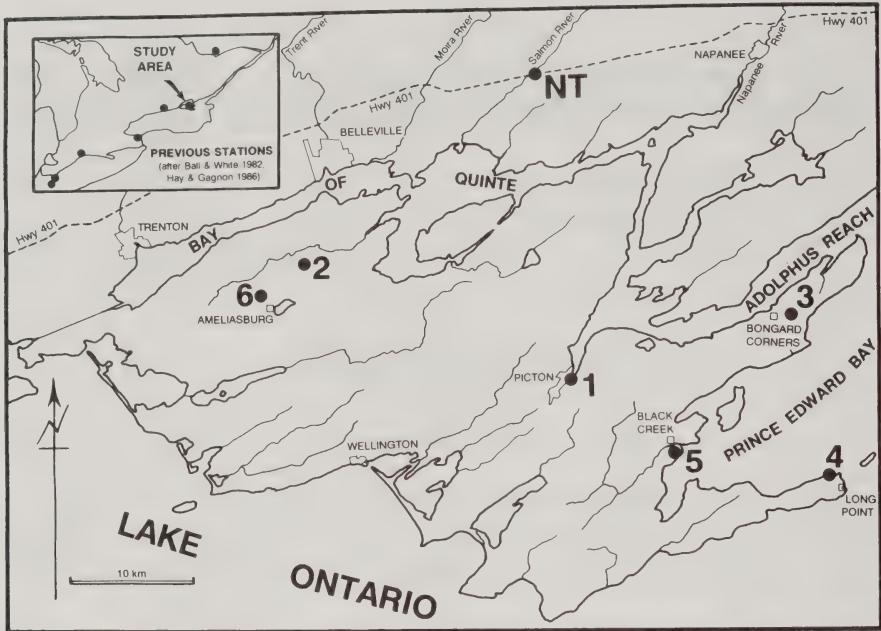 Trent River
Moira River
Salmon River
Hwy 401
NAPANEE
Napanee River
STUDY
AREA
PREVIOUS STATIONS
(after Ball & White 1982,
Hay & Gagnon 1986)
NT
Hwy 401
BELLEVILLE
BAY OF QUINTE
Hwy 401
TRENTON
2
6
AMELIASBURG
ADOLPHUS REACH
3
BONGARD
CORNERS
PICTON
1
BLACK
CREEK
5
PRINCE EDWARD BAY
4
LONG
POINT
WELLINGTON
LAKE
ONTARIO
10 km
N